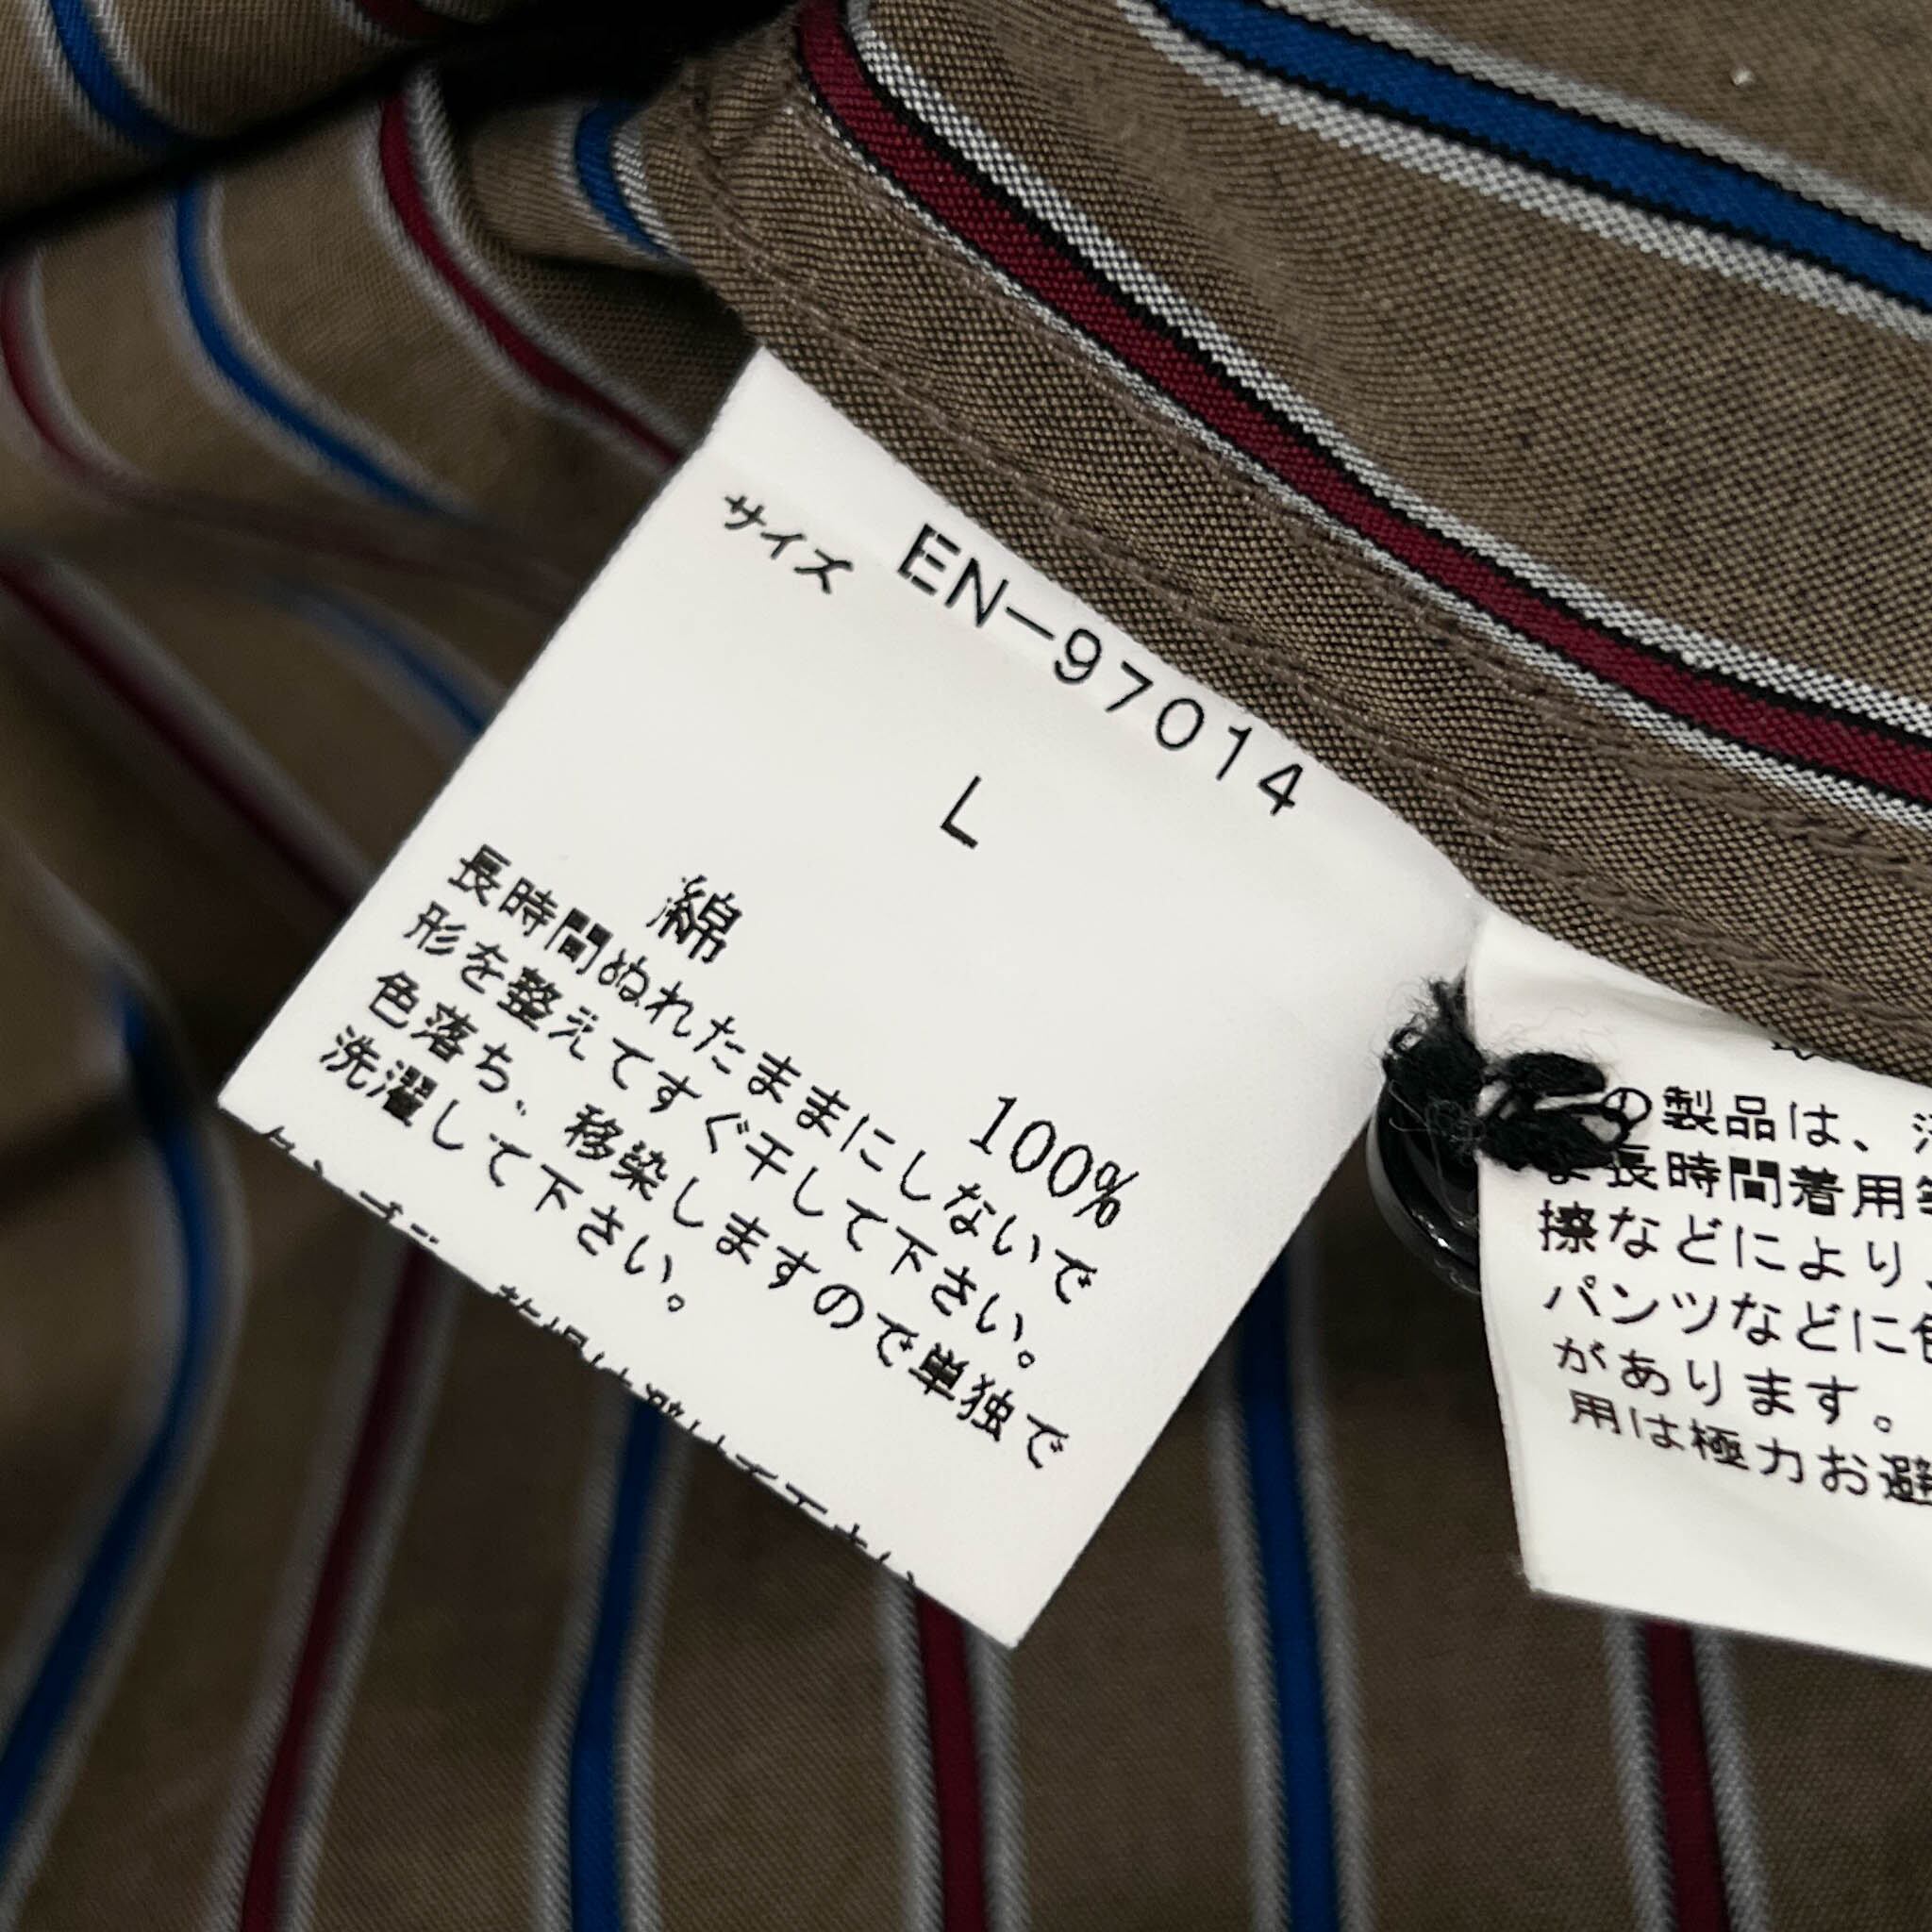 EN-97014
サイズ L
綿 100%
長時間ぬれたままにしないで
形を整えてすぐ干して下さい。
色落ち、移染しますので単独で
洗濯して下さい。
の製品は、
長時間着用
擦などにより
パンツなどに
があります。
用は極力お避